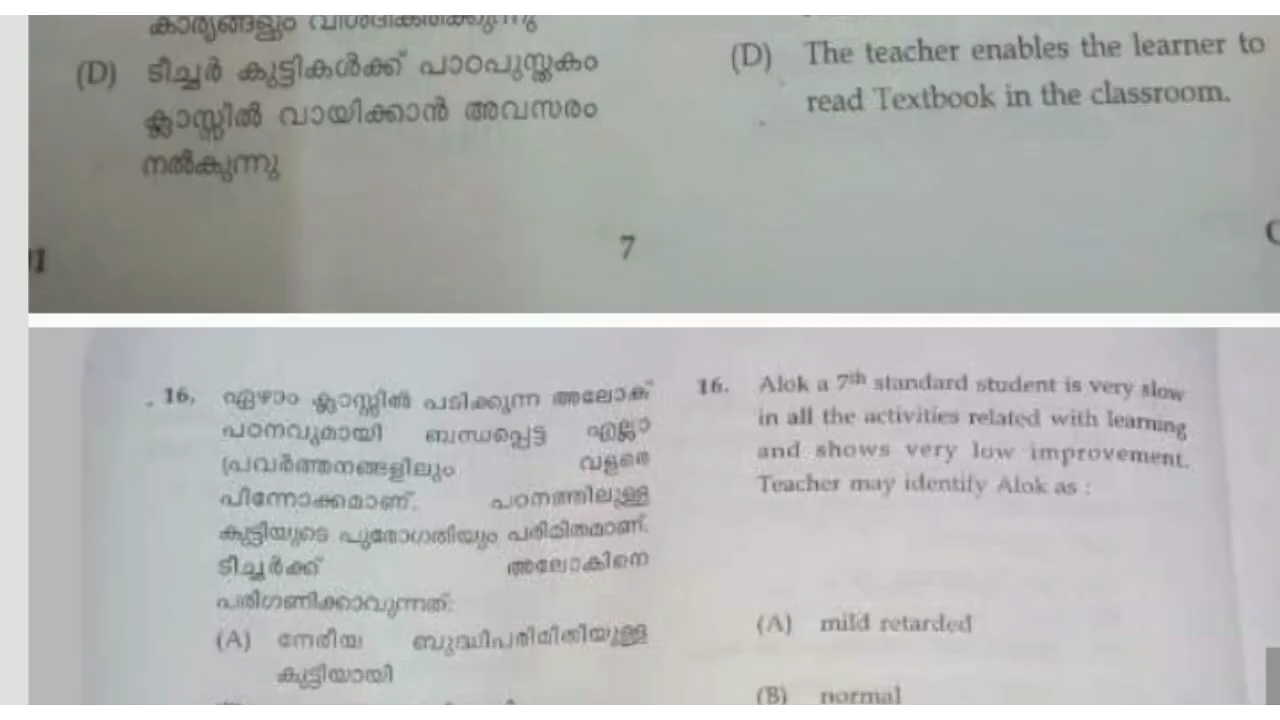 കാര്യങ്ങളും
(D) ടീച്ചർ കുട്ടികൾക്ക് പാഠപുസ്തകം
ക്ലാസ്സിൽ വായിക്കാൻ അവസരം
നൽകുന്നു
(D) The teacher enables the learner to
read Textbook in the classroom.
7
16. ഏഴാം ക്ലാസ്സിൽ പഠിക്കുന്ന അലോക്
പഠനവുമായി ബന്ധപ്പെട്ട എല്ലാ
പ്രവർത്തനങ്ങളിലും വളരെ
പിന്നോക്കമാണ്. പഠനത്തിലുള്ള
കുട്ടിയുടെ പുരോഗതിയും പരിമിതമാണ്.
ടീച്ചർക്ക് അലോകിനെ
പരിഗണിക്കാവുന്നത്:
(A) നേരിയ ബുദ്ധിപരിമിതിയുള്ള
കുട്ടിയായി
16. Alok a 7th standard student is very slow
in all the activities related with learning
and shows very low improvement.
Teacher may identify Alok as :
(A) mild retarded
(B) normal